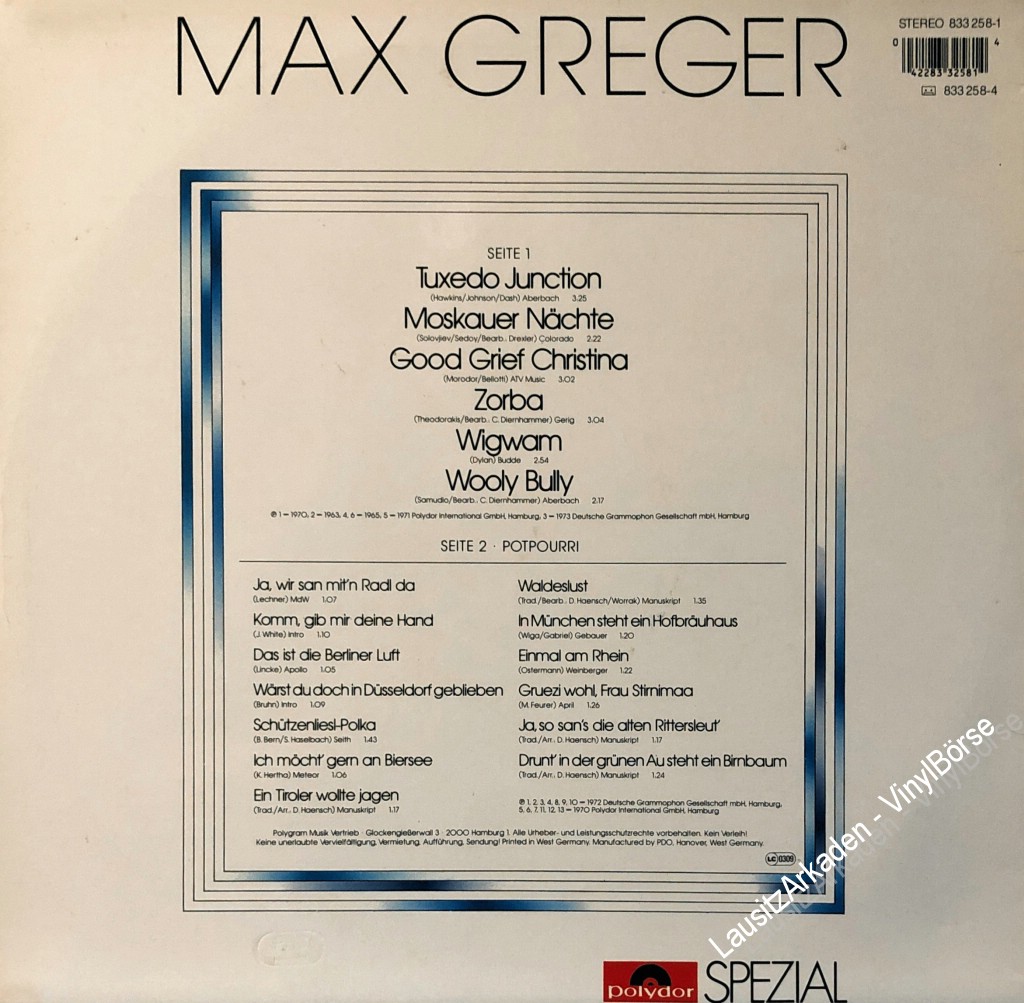 MAX GREGER
STEREO 833 258-1
0 42283 32581 4
833 258-4
SEITE 1
Tuxedo Junction
(Hawkins/Johnson/Dash) Aberbach 3.25
Moskauer Nächte
(Solovjiev/Sedoy/Bearb.. Drexler) Colorado 2.22
Good Grief Christina
(Morodor/Bellotti) ATV Music 3.02
Zorba
(Theodorakis/Bearb.. C. Diernhammer) Gerig 3.04
Wigwam
(Dylan) Budde 2.54
Wooly Bully
(Samudio/Bearb.. C. Diernhammer) Aberbach 2.17
℗ 1 – 1970, 2 – 1963, 4, 6 – 1965, 5 – 1971 Polydor International GmbH, Hamburg, 3 – 1973 Deutsche Grammophon Gesellschaft mbH, Hamburg
SEITE 2 · POTPOURRI
Ja, wir san mit'n Radl da
(Lechner) MdW 1.07
Komm, gib mir deine Hand
(J. White) Intro 1.10
Das ist die Berliner Luft
(Lincke) Apollo 1.05
Wärst du doch in Düsseldorf geblieben
(Bruhn) Intro 1.09
Schützenliesl-Polka
(B. Bern/S. Haselbach) Seith 1.43
Ich möcht' gern an Biersee
(K. Hertha) Meteor 1.06
Ein Tiroler wollte jagen
(Trad./Arr.. D. Haensch) Manuskript 1.17
Waldeslust
(Trad./Bearb.. D. Haensch/Worrak) Manuskript 1.35
In München steht ein Hofbräuhaus
(Wiga/Gabriel) Gebauer 1.20
Einmal am Rhein
(Ostermann) Weinberger 1.22
Gruezi wohl, Frau Stirnimaa
(M. Feurer) April 1.26
Ja, so san's die alten Rittersleut'
(Trad./Arr.. D. Haensch) Manuskript 1.17
Drunt' in der grünen Au steht ein Birnbaum
(Trad./Arr.. D. Haensch) Manuskript 1.24
℗ 1, 2, 3, 4, 8, 9, 10 – 1972 Deutsche Grammophon Gesellschaft mbH, Hamburg,
5, 6, 7, 11, 12, 13 – 1970 Polydor International GmbH, Hamburg
Polygram Musik Vertrieb · Glockengießerwall 3 · 2000 Hamburg 1. Alle Urheber- und Leistungsschutzrechte vorbehalten. Kein Verleih!
Keine unerlaubte Vervielfältigung, Vermietung, Aufführung, Sendung! Printed in West Germany. Manufactured by PDO, Hanover, West Germany.
LC 0309
LausitzArkaden - VinylBörse
polydor SPEZIAL